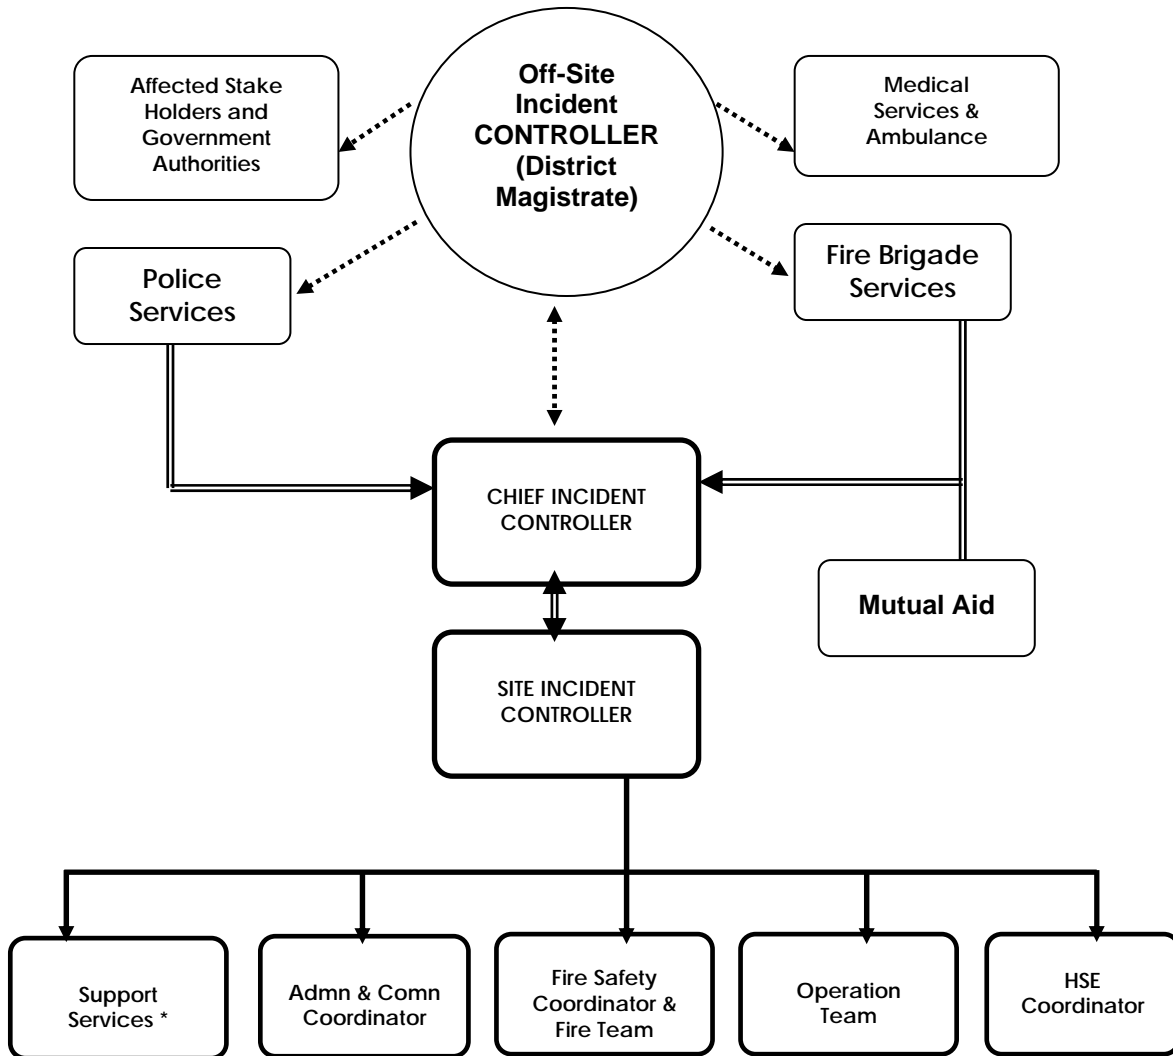 Affected Stake
Holders and
Government
Authorities
Off-Site
Incident
CONTROLLER
(District
Magistrate)
Medical
Services &
Ambulance
Police
Services
Fire Brigade
Services
CHIEF INCIDENT
CONTROLLER
Mutual Aid
SITE INCIDENT
CONTROLLER
Support
Services *
Admn & Comn
Coordinator
Fire Safety
Coordinator &
Fire Team
Operation
Team
HSE
Coordinator